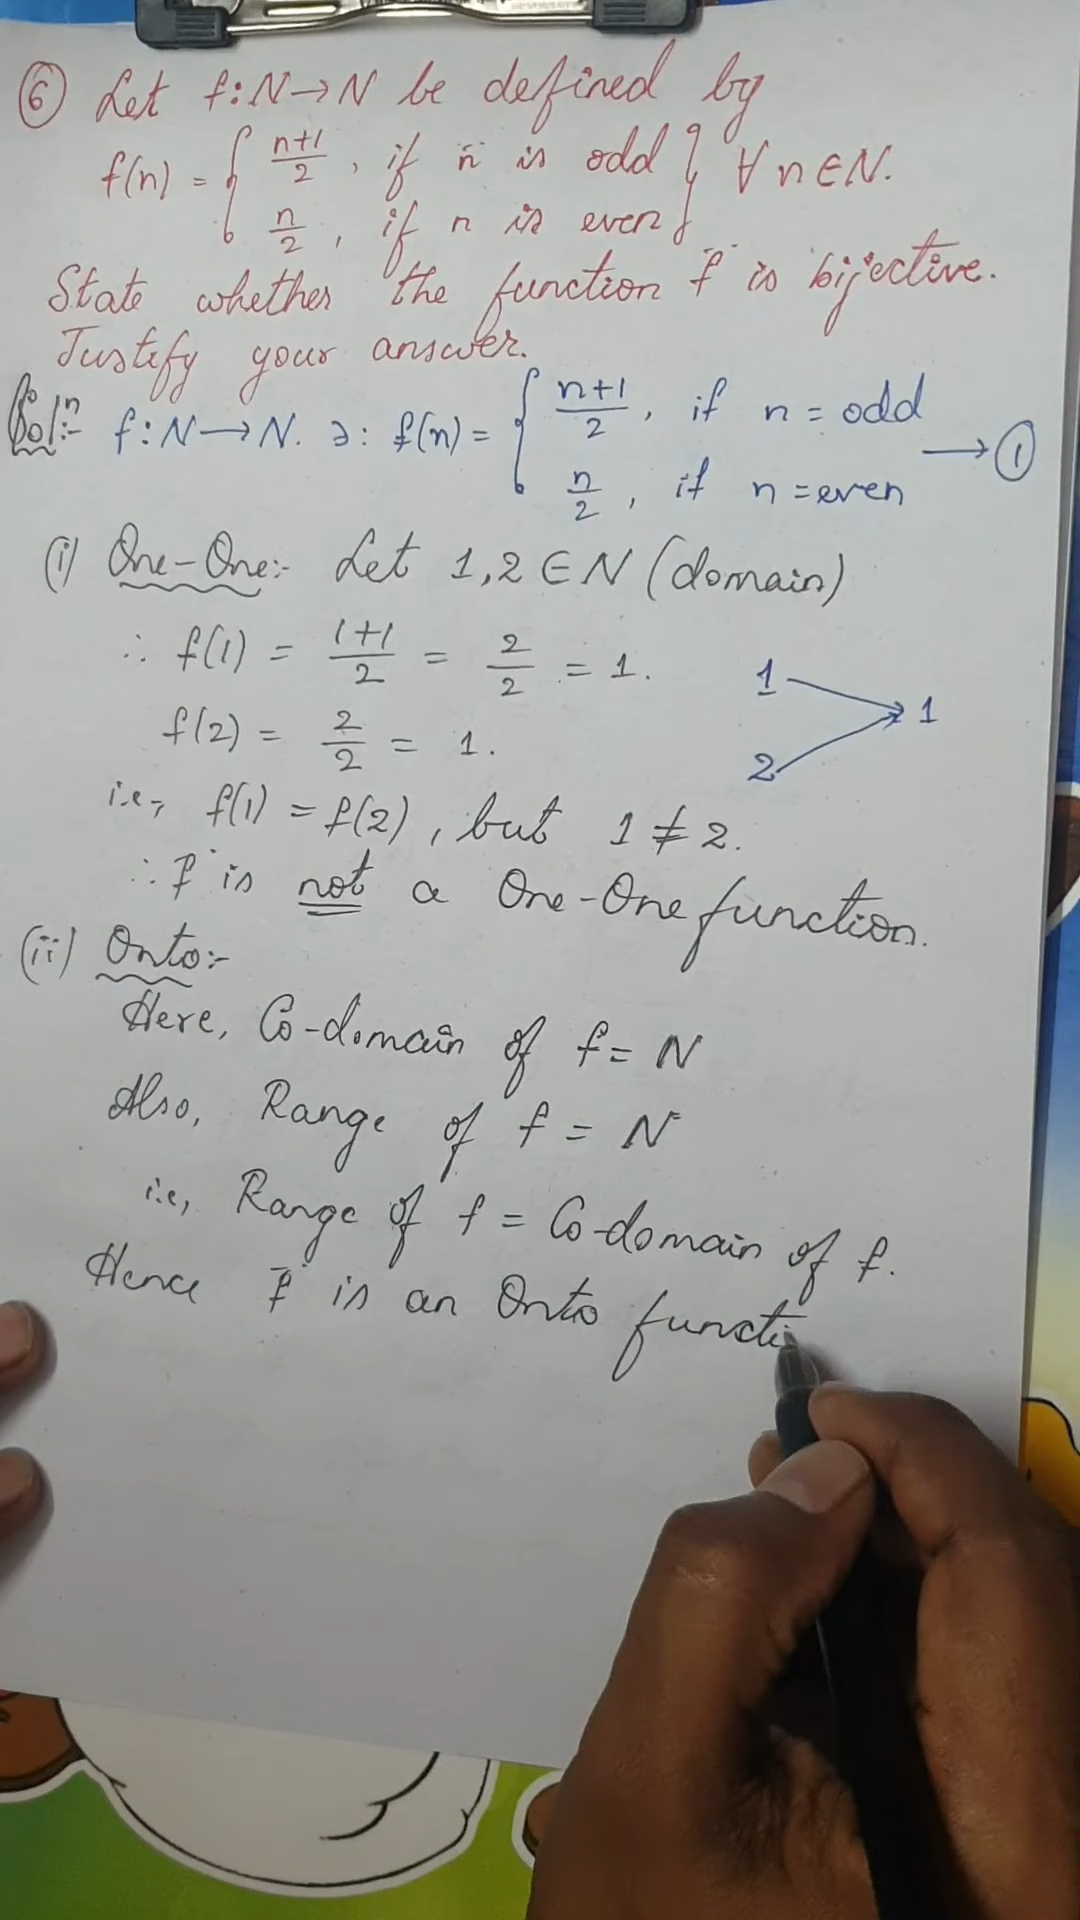 ⑥ Let f:N→N be defined by
f(n) = { n+1/2, if n is odd } ∀ n∈N.
n/2, if n is even
State whether the function 'f' is bijective.
Justify your answer.
Solⁿ:- f:N→N. ∋: f(n) = { n+1/2, if n = odd → ①
n/2, if n = even
(i) One-One:- Let 1,2 ∈ N (domain)
∴ f(1) = 1+1/2 = 2/2 = 1.
1 → 1
f(2) = 2/2 = 1.
2
i.e., f(1) = f(2), but 1 ≠ 2.
∴ 'f' is not a One-One function.
(ii) Onto:-
Here, Co-domain of f = N
Also, Range of f = N
i.e, Range of f = Co-domain of f.
Hence 'f' is an Onto functi